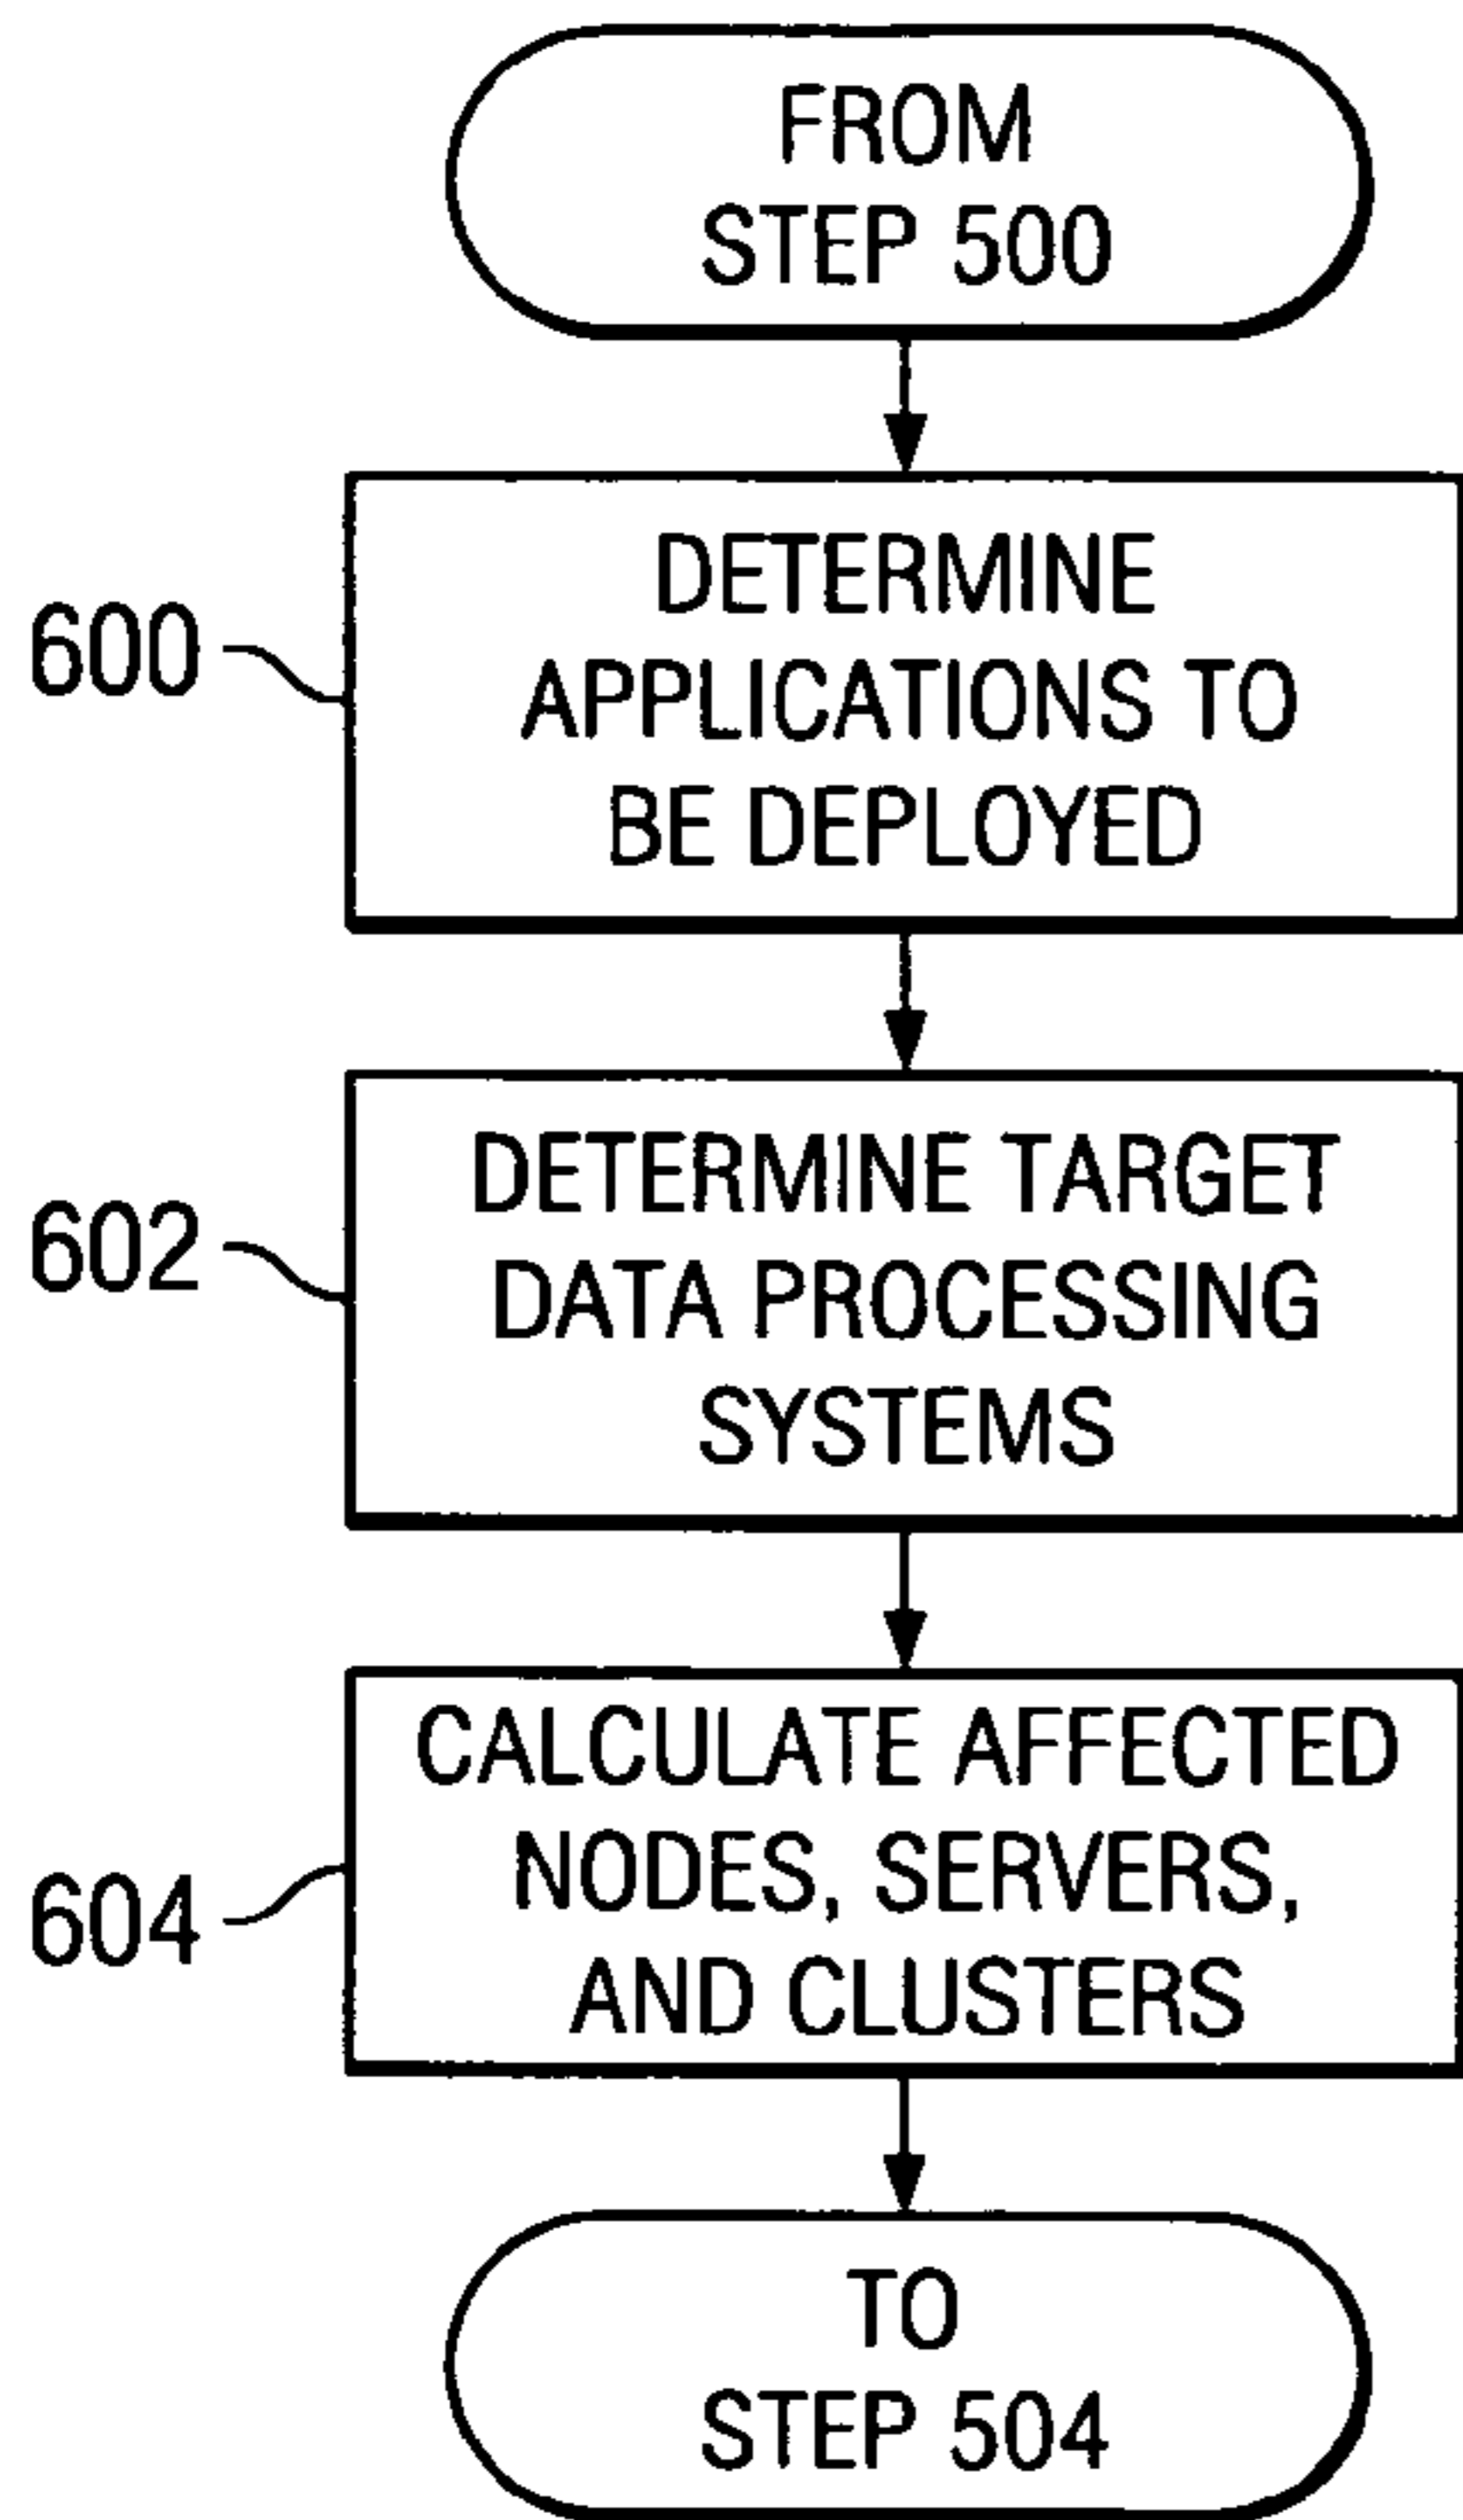 FROM
STEP 500
600
DETERMINE
APPLICATIONS TO
BE DEPLOYED
602
DETERMINE TARGET
DATA PROCESSING
SYSTEMS
604
CALCULATE AFFECTED
NODES, SERVERS,
AND CLUSTERS
TO
STEP 504